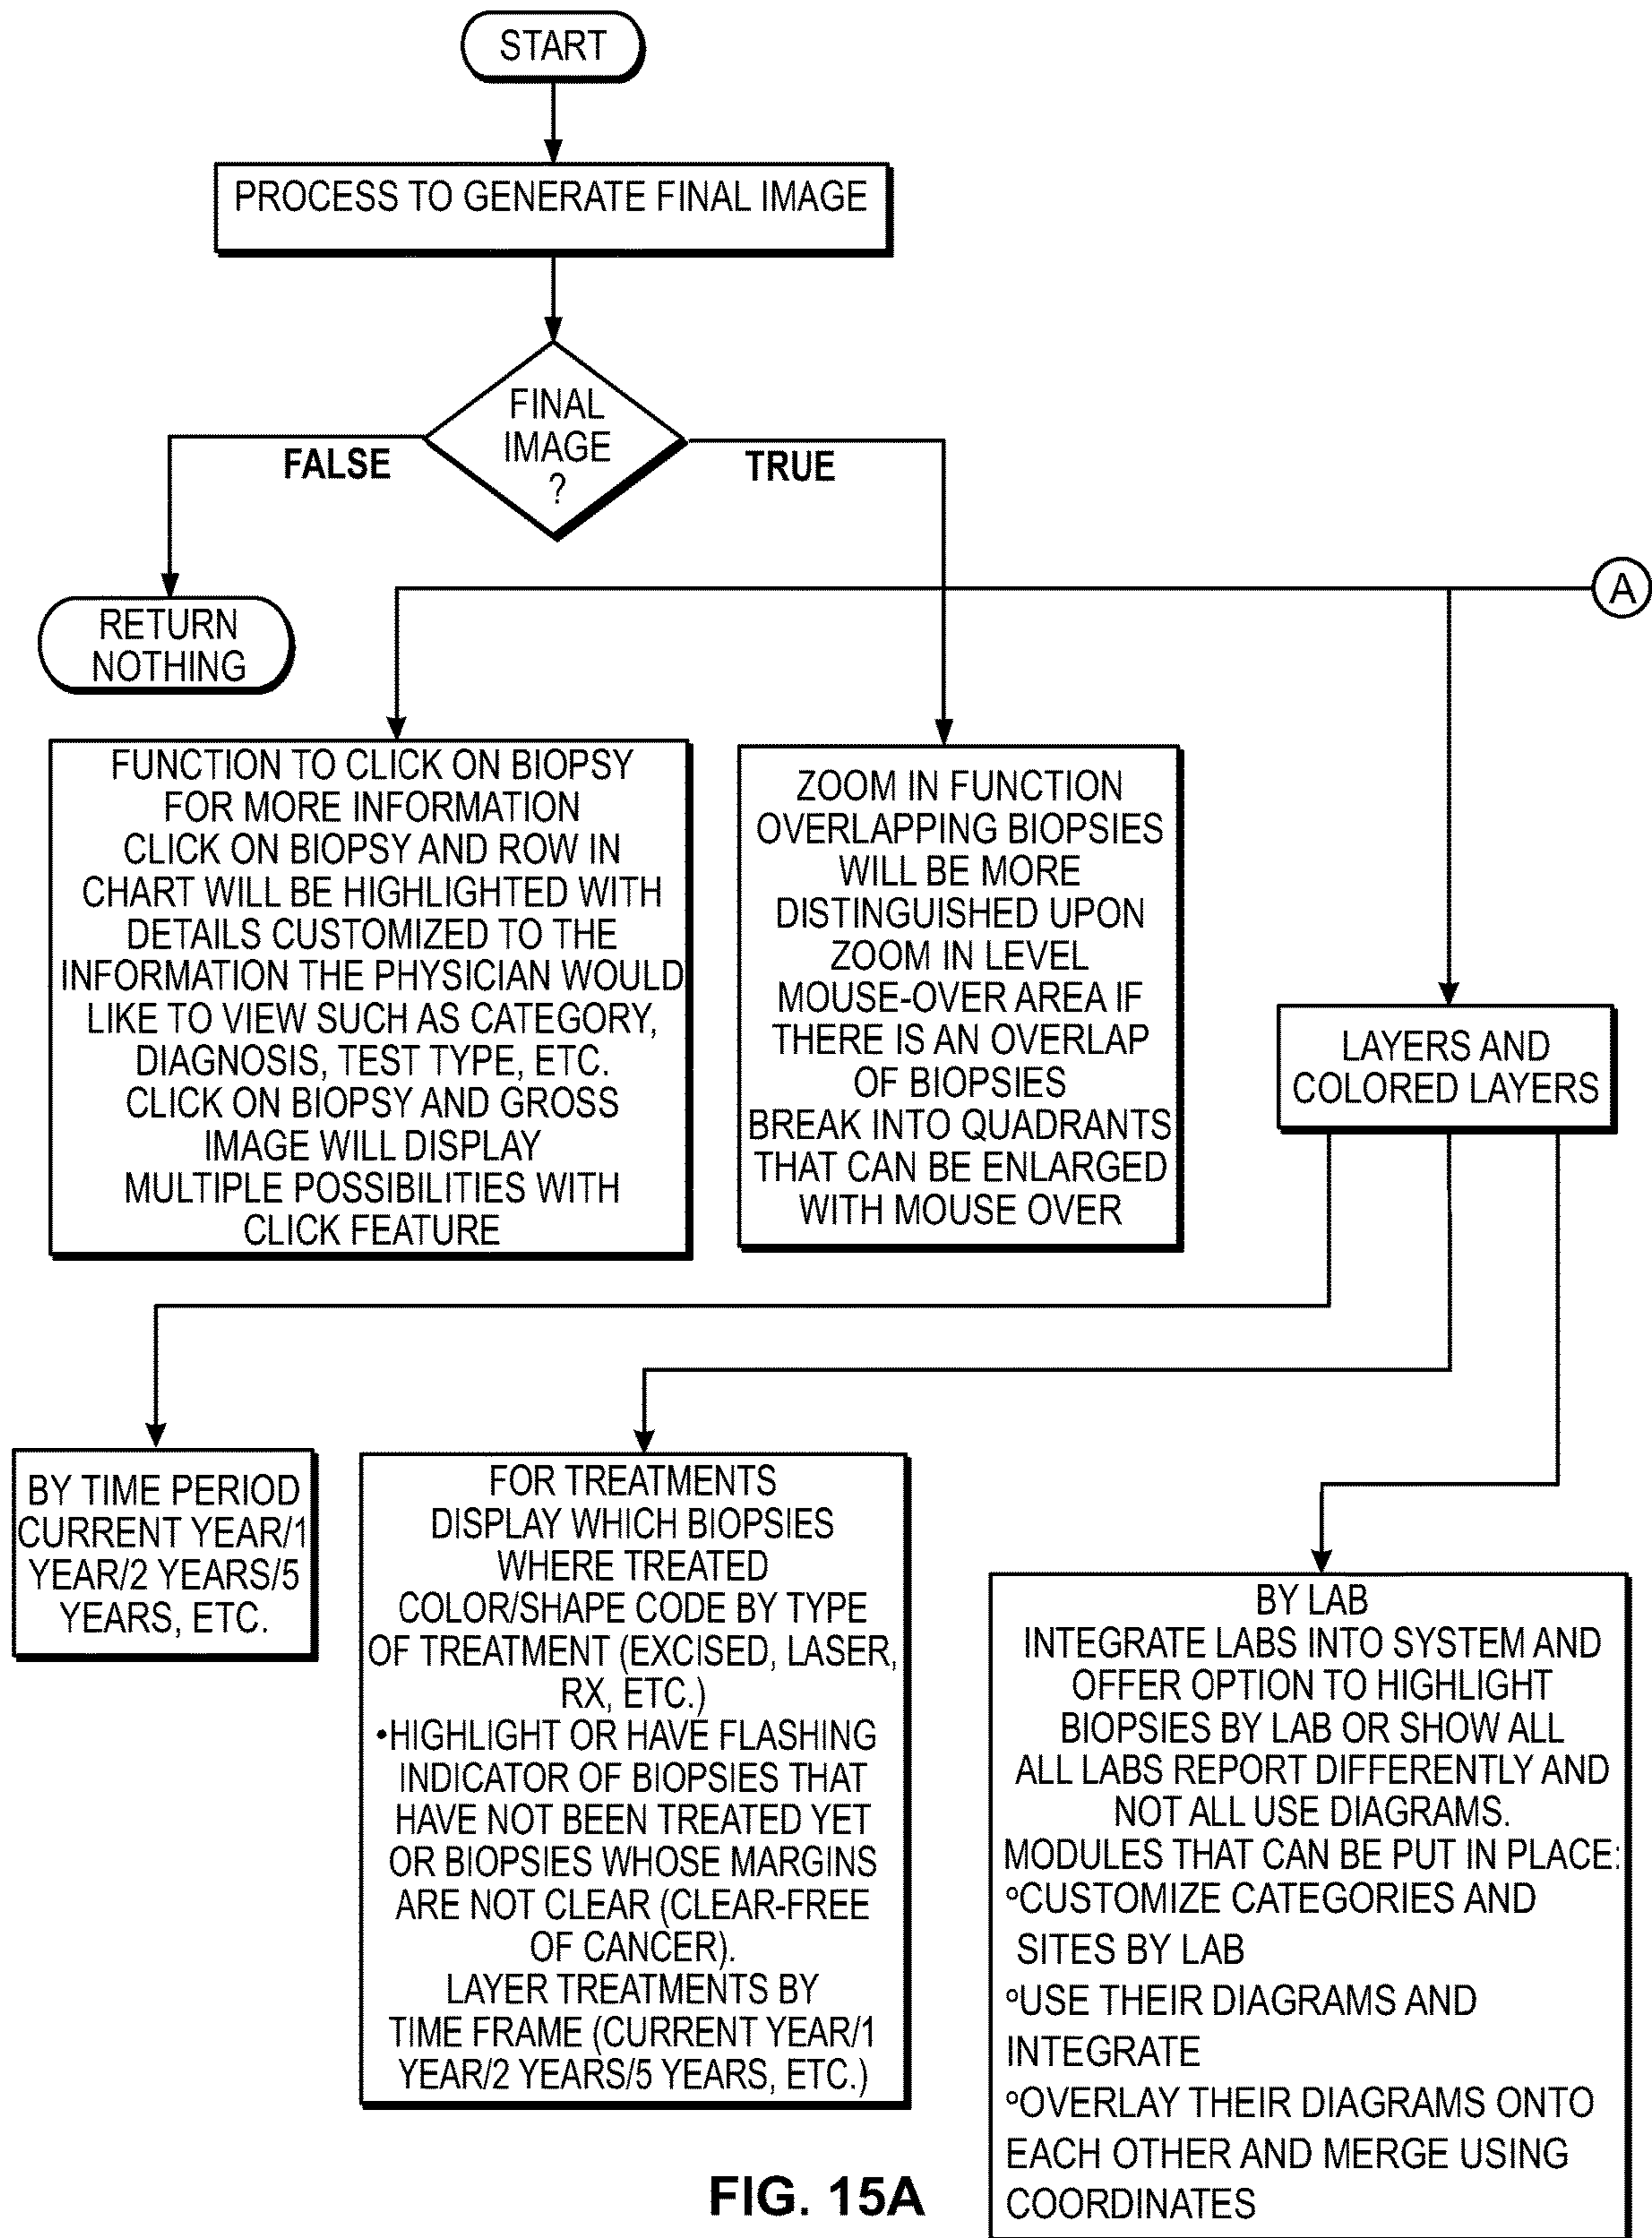 START
PROCESS TO GENERATE FINAL IMAGE
FINAL
IMAGE
?
FALSE
TRUE
A
RETURN
NOTHING
FUNCTION TO CLICK ON BIOPSY
FOR MORE INFORMATION
CLICK ON BIOPSY AND ROW IN
CHART WILL BE HIGHLIGHTED WITH
DETAILS CUSTOMIZED TO THE
INFORMATION THE PHYSICIAN WOULD
LIKE TO VIEW SUCH AS CATEGORY,
DIAGNOSIS, TEST TYPE, ETC.
CLICK ON BIOPSY AND GROSS
IMAGE WILL DISPLAY
MULTIPLE POSSIBILITIES WITH
CLICK FEATURE
ZOOM IN FUNCTION
OVERLAPPING BIOPSIES
WILL BE MORE
DISTINGUISHED UPON
ZOOM IN LEVEL
MOUSE-OVER AREA IF
THERE IS AN OVERLAP
OF BIOPSIES
BREAK INTO QUADRANTS
THAT CAN BE ENLARGED
WITH MOUSE OVER
LAYERS AND
COLORED LAYERS
BY TIME PERIOD
CURRENT YEAR/1
YEAR/2 YEARS/5
YEARS, ETC.
FOR TREATMENTS
DISPLAY WHICH BIOPSIES
WHERE TREATED
COLOR/SHAPE CODE BY TYPE
OF TREATMENT (EXCISED, LASER,
RX, ETC.)
•HIGHLIGHT OR HAVE FLASHING
INDICATOR OF BIOPSIES THAT
HAVE NOT BEEN TREATED YET
OR BIOPSIES WHOSE MARGINS
ARE NOT CLEAR (CLEAR-FREE
OF CANCER).
LAYER TREATMENTS BY
TIME FRAME (CURRENT YEAR/1
YEAR/2 YEARS/5 YEARS, ETC.)
BY LAB
INTEGRATE LABS INTO SYSTEM AND
OFFER OPTION TO HIGHLIGHT
BIOPSIES BY LAB OR SHOW ALL
ALL LABS REPORT DIFFERENTLY AND
NOT ALL USE DIAGRAMS.
MODULES THAT CAN BE PUT IN PLACE:
°CUSTOMIZE CATEGORIES AND
SITES BY LAB
°USE THEIR DIAGRAMS AND
INTEGRATE
°OVERLAY THEIR DIAGRAMS ONTO
EACH OTHER AND MERGE USING
COORDINATES
FIG. 15A